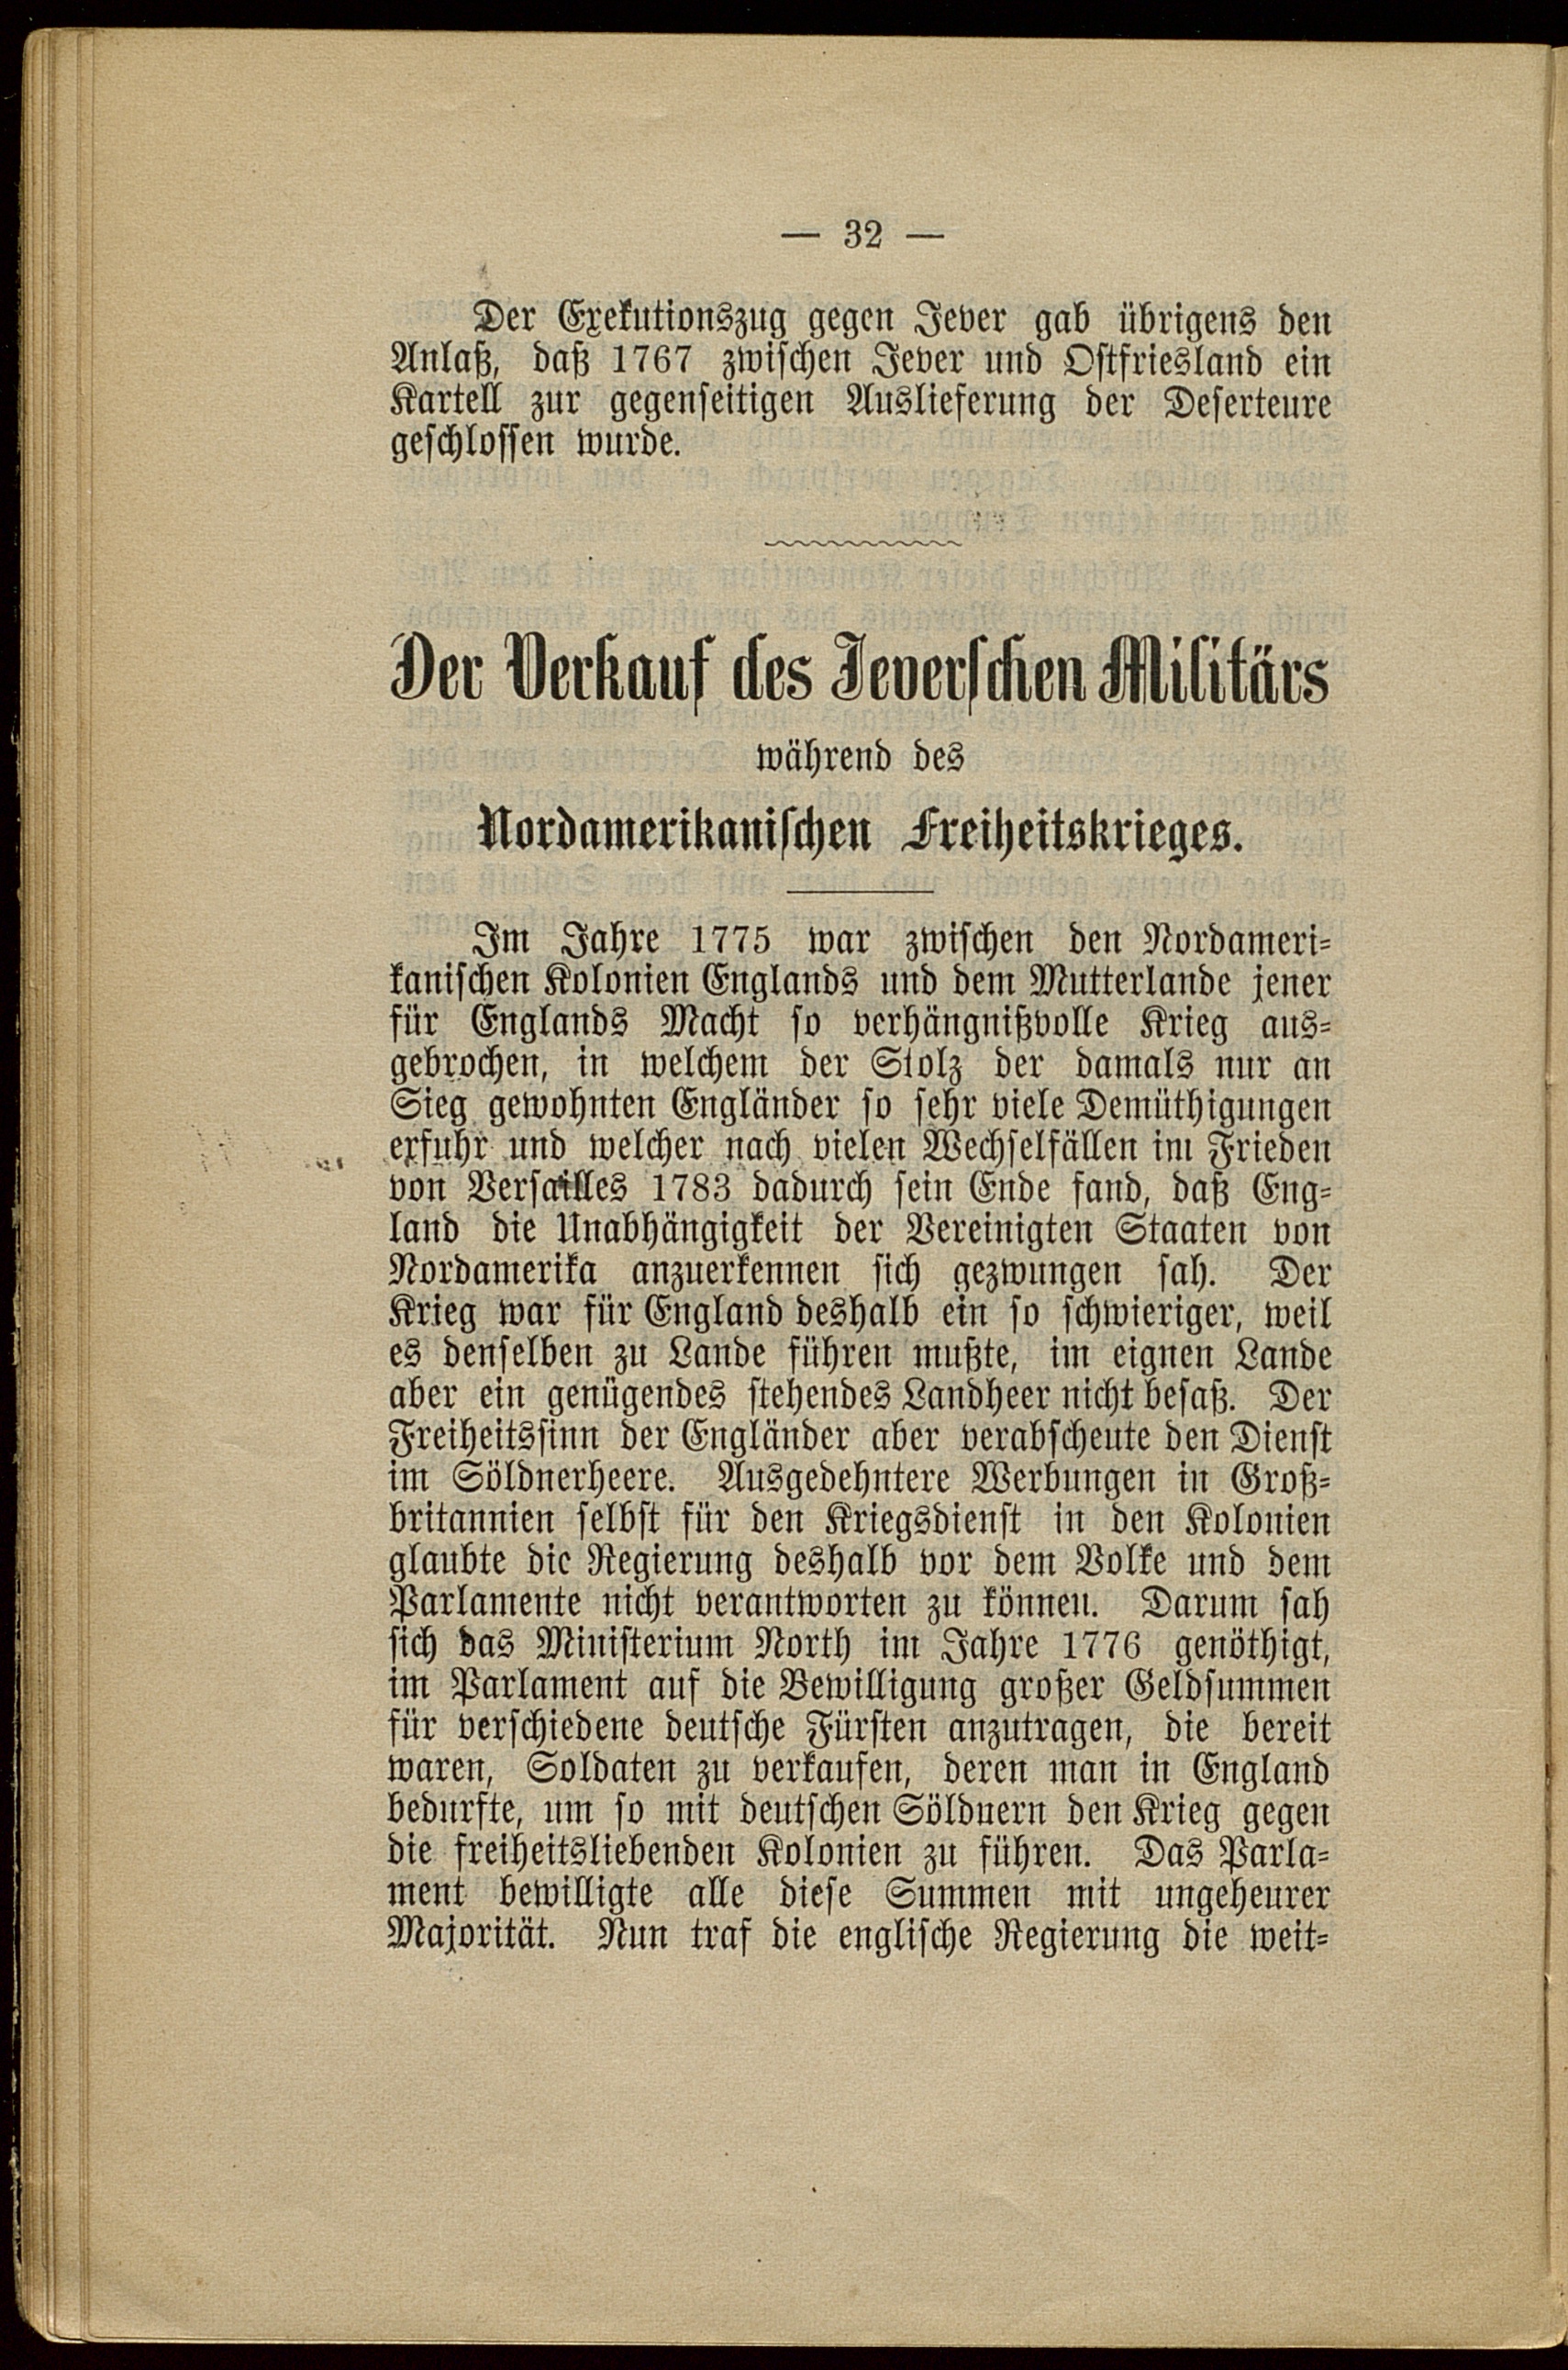 — 32 —
Der Exekutionszug gegen Jever gab übrigens den
Anlaß, daß 1767 zwischen Jever und Ostfriesland ein
Kartell zur gegenseitigen Auslieferung der Deserteure
geschlossen wurde.
Der Verkauf des Jeverschen Militärs
während des
Nordamerikanischen Freiheitskrieges.
Im Jahre 1775 war zwischen den Nordameri-
kanischen Kolonien Englands und dem Mutterlande jener
für Englands Macht so verhängnißvolle Krieg aus-
gebrochen, in welchem der Stolz der damals nur an
Sieg gewohnten Engländer so sehr viele Demüthigungen
erfuhr und welcher nach vielen Wechselfällen im Frieden
von Versailles 1783 dadurch sein Ende fand, daß Eng-
land die Unabhängigkeit der Vereinigten Staaten von
Nordamerika anzuerkennen sich gezwungen sah. Der
Krieg war für England deshalb ein so schwieriger, weil
es denselben zu Lande führen mußte, im eignen Lande
aber ein genügendes stehendes Landheer nicht besaß. Der
Freiheitssinn der Engländer aber verabscheute den Dienst
im Söldnerheere. Ausgedehntere Werbungen in Groß-
britannien selbst für den Kriegsdienst in den Kolonien
glaubte die Regierung deshalb vor dem Volke und dem
Parlamente nicht verantworten zu können. Darum sah
sich das Ministerium North im Jahre 1776 genöthigt,
im Parlament auf die Bewilligung großer Geldsummen
für verschiedene deutsche Fürsten anzutragen, die bereit
waren, Soldaten zu verkaufen, deren man in England
bedurfte, um so mit deutschen Söldnern den Krieg gegen
die freiheitsliebenden Kolonien zu führen. Das Parla-
ment bewilligte alle diese Summen mit ungeheurer
Majorität. Nun traf die englische Regierung die weit-